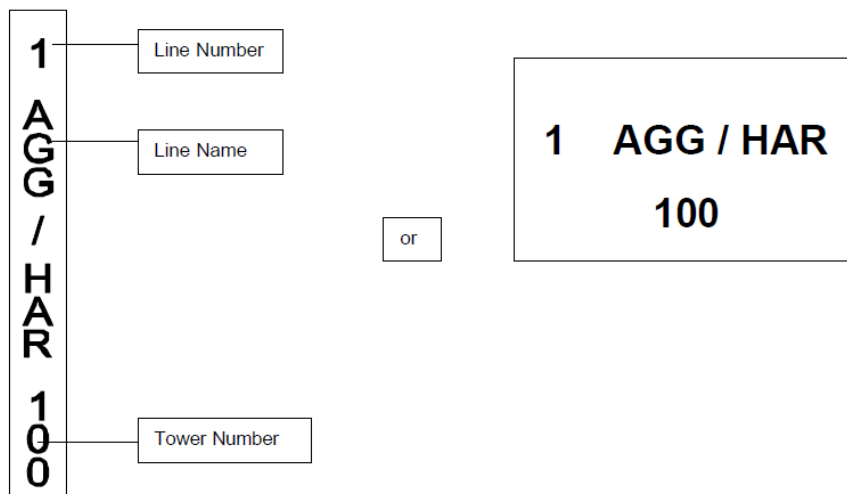 1
AGG
/
HAR
100
Line Number
Line Name
Tower Number
or
1 AGG / HAR
100